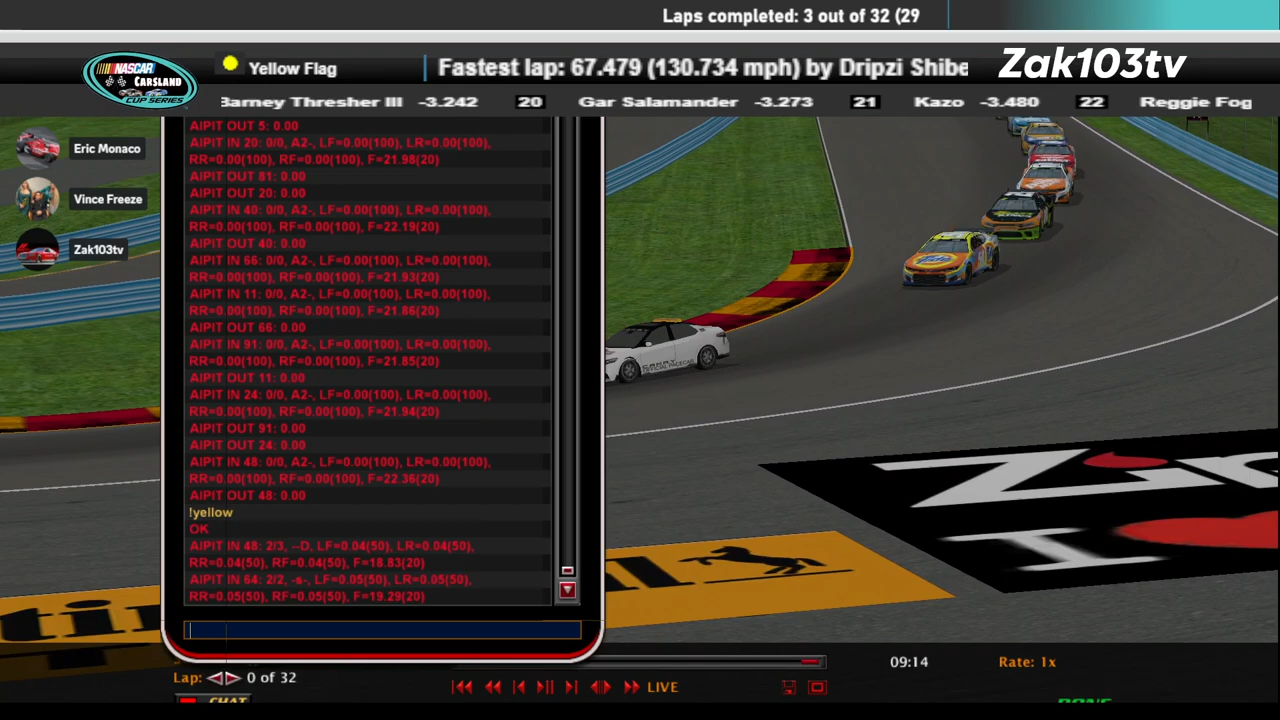 Laps completed: 3 out of 32 (29
NASCAR
CARSLAND
CUP SERIES
Yellow Flag
Fastest lap: 67.479 (130.734 mph) by Dripzi Shibe
Zak103tv
Barney Thresher III -3.242 20 Gar Salamander -3.273 21 Kazo -3.480 22 Reggie Fog
Eric Monaco
Vince Freeze
Zak103tv
AIPIT OUT 5: 0.00
AIPIT IN 20: 0/0, A2-, LF=0.00(100), LR=0.00(100),
RR=0.00(100), RF=0.00(100), F=21.98(20)
AIPIT OUT 81: 0.00
AIPIT OUT 20: 0.00
AIPIT IN 40: 0/0, A2-, LF=0.00(100), LR=0.00(100),
RR=0.00(100), RF=0.00(100), F=22.19(20)
AIPIT OUT 40: 0.00
AIPIT IN 66: 0/0, A2-, LF=0.00(100), LR=0.00(100),
RR=0.00(100), RF=0.00(100), F=21.93(20)
AIPIT IN 11: 0/0, A2-, LF=0.00(100), LR=0.00(100),
RR=0.00(100), RF=0.00(100), F=21.86(20)
AIPIT OUT 66: 0.00
AIPIT IN 91: 0/0, A2-, LF=0.00(100), LR=0.00(100),
RR=0.00(100), RF=0.00(100), F=21.85(20)
AIPIT OUT 11: 0.00
AIPIT IN 24: 0/0, A2-, LF=0.00(100), LR=0.00(100),
RR=0.00(100), RF=0.00(100), F=21.94(20)
AIPIT OUT 91: 0.00
AIPIT OUT 24: 0.00
AIPIT IN 48: 0/0, A2-, LF=0.00(100), LR=0.00(100),
RR=0.00(100), RF=0.00(100), F=22.36(20)
AIPIT OUT 48: 0.00
!yellow
OK
AIPIT IN 48: 2/3, --D, LF=0.04(50), LR=0.04(50),
RR=0.04(50), RF=0.04(50), F=18.83(20)
AIPIT IN 64: 2/2, -s-, LF=0.05(50), LR=0.05(50),
RR=0.05(50), RF=0.05(50), F=19.29(20)
Tide
I
Lap: 0 of 32
LIVE
09:14
Rate: 1x
CHAT
DONE